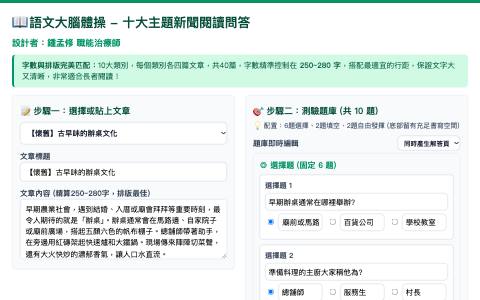 📖語文大腦體操 – 十大主題新聞閱讀問答
設計者：鍾孟修 職能治療師
字數與排版完美匹配：10大類別，每個類別各四篇文章，共40篇，字數精準控制在 250-280 字，搭配最適宜的行距，保證文字大
又清晰，非常適合長者閱讀！
📝 步驟一：選擇或貼上文章
【懷舊】古早味的辦桌文化
文章標題
【懷舊】古早味的辦桌文化
文章內容 (精算250-280字，排版最佳)
早期農業社會，遇到結婚、入厝或廟會拜拜等重要時刻，最
令人期待的就是「辦桌」。辦桌通常會在馬路邊、自家院子
或廟前廣場，搭起五顏六色的帆布棚子。總鋪師帶著助手，
在旁邊用紅磚架起快速爐和大鐵鍋。現場傳來陣陣切菜聲，
還有大火快炒的濃郁香氣，讓人口水直流。
🎯 步驟二：測驗題庫 (共 10 題)
💡 配置：6題選擇、2題填空、2題自由發揮 (底部留有充足書寫空間)
題庫即時編輯
同時產生解答頁
選擇題 (固定 6 題)
選擇題 1
早期辦桌通常在哪裡舉辦?
廟前或馬路
百貨公司
學校教室
選擇題 2
準備料理的主廚大家稱他為?
總鋪師
服務生
村長